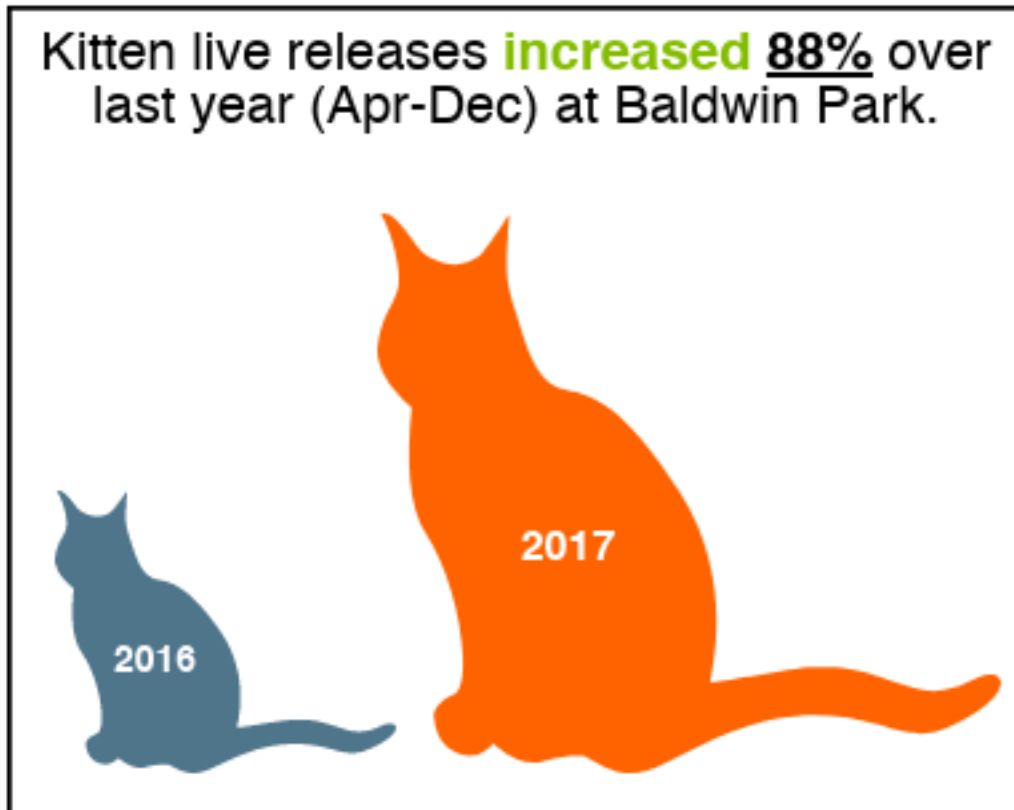 Kitten live releases increased 88% over
last year (Apr-Dec) at Baldwin Park.
2017
2016